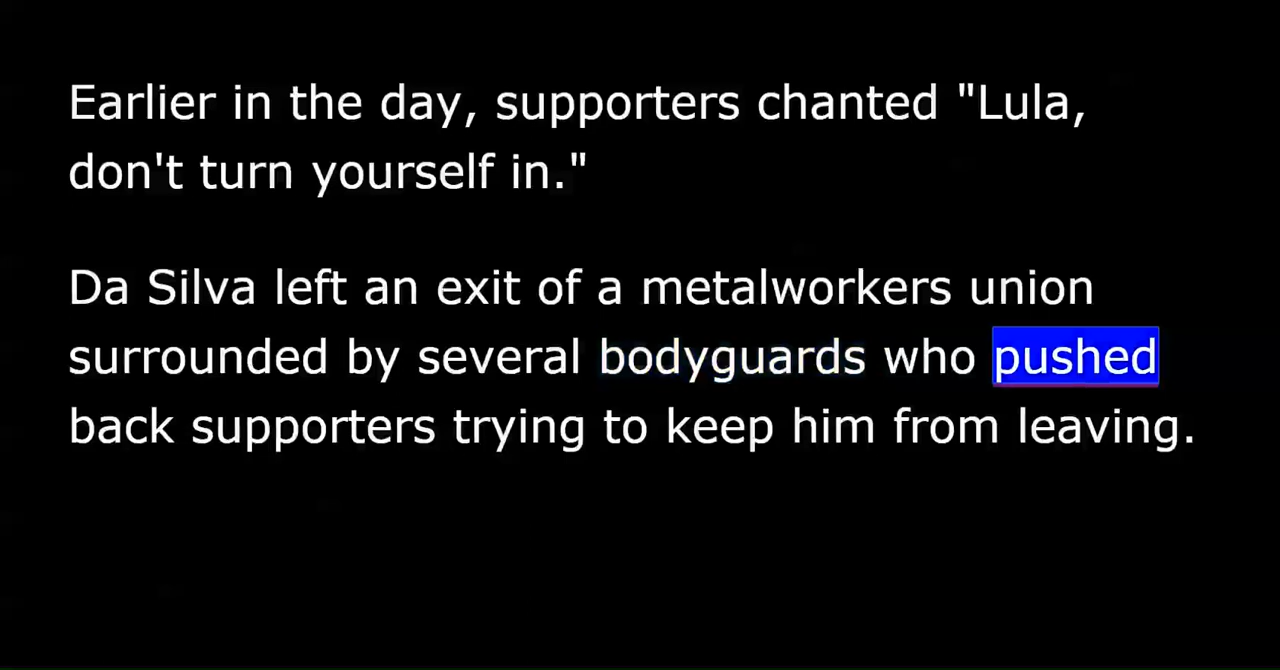 Earlier in the day, supporters chanted "Lula,
don't turn yourself in."
Da Silva left an exit of a metalworkers union
surrounded by several bodyguards who pushed
back supporters trying to keep him from leaving.